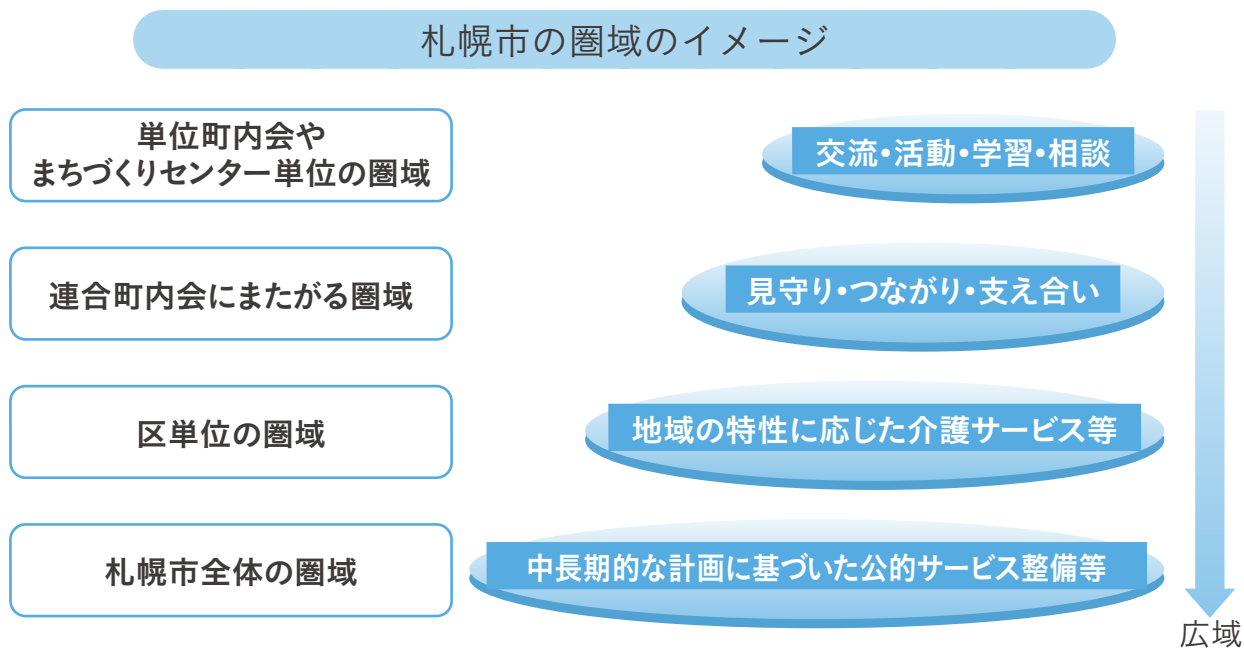 札幌市の圏域のイメージ
単位町内会や
まちづくりセンター単位の圏域
交流・活動・学習・相談
連合町内会にまたがる圏域
見守り・つながり・支え合い
区単位の圏域
地域の特性に応じた介護サービス等
札幌市全体の圏域
中長期的な計画に基づいた公的サービス整備等
広域